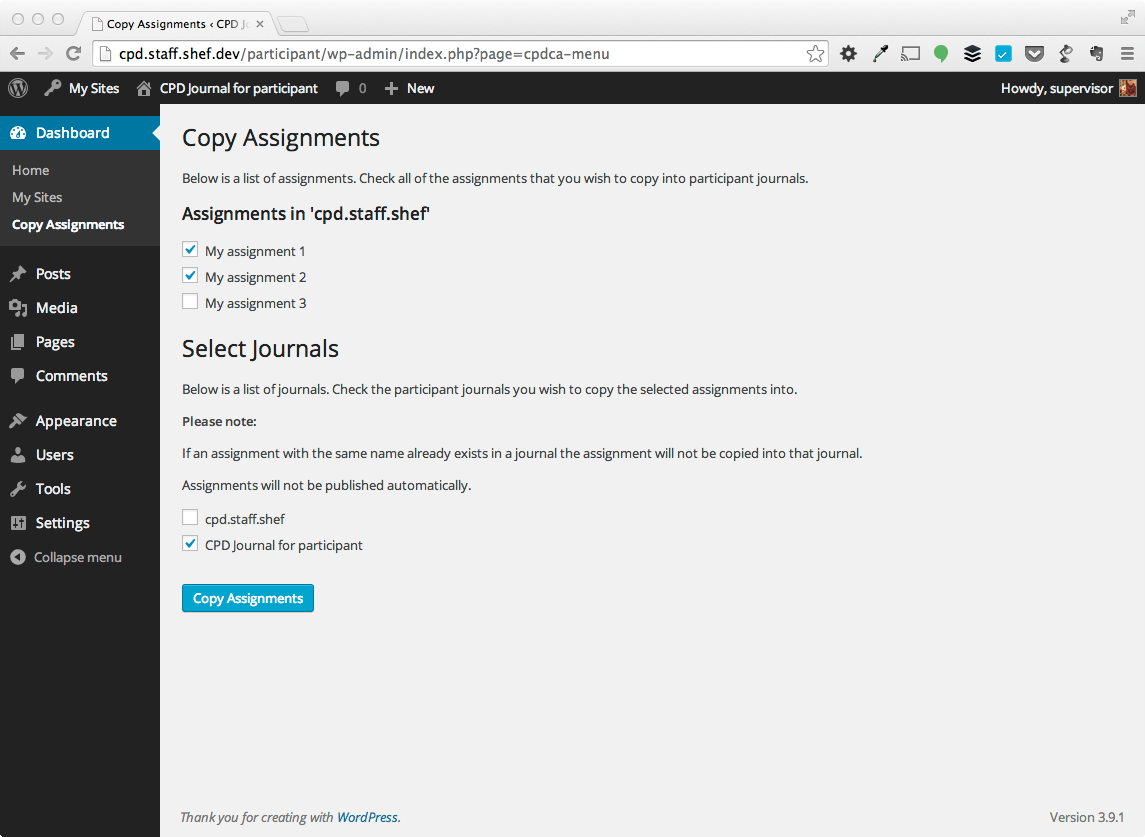 Copy Assignments ‹ CPD J
cpd.staff.shef.dev/participant/wp-admin/index.php?page=cpdca-menu
My Sites CPD Journal for participant 0 New Howdy, supervisor
Dashboard
Home
My Sites
Copy Assignments
Posts
Media
Pages
Comments
Appearance
Users
Tools
Settings
Collapse menu
Copy Assignments
Below is a list of assignments. Check all of the assignments that you wish to copy into participant journals.
Assignments in 'cpd.staff.shef'
My assignment 1
My assignment 2
My assignment 3
Select Journals
Below is a list of journals. Check the participant journals you wish to copy the selected assignments into.
Please note:
If an assignment with the same name already exists in a journal the assignment will not be copied into that journal.
Assignments will not be published automatically.
cpd.staff.shef
CPD Journal for participant
Copy Assignments
Thank you for creating with WordPress. Version 3.9.1